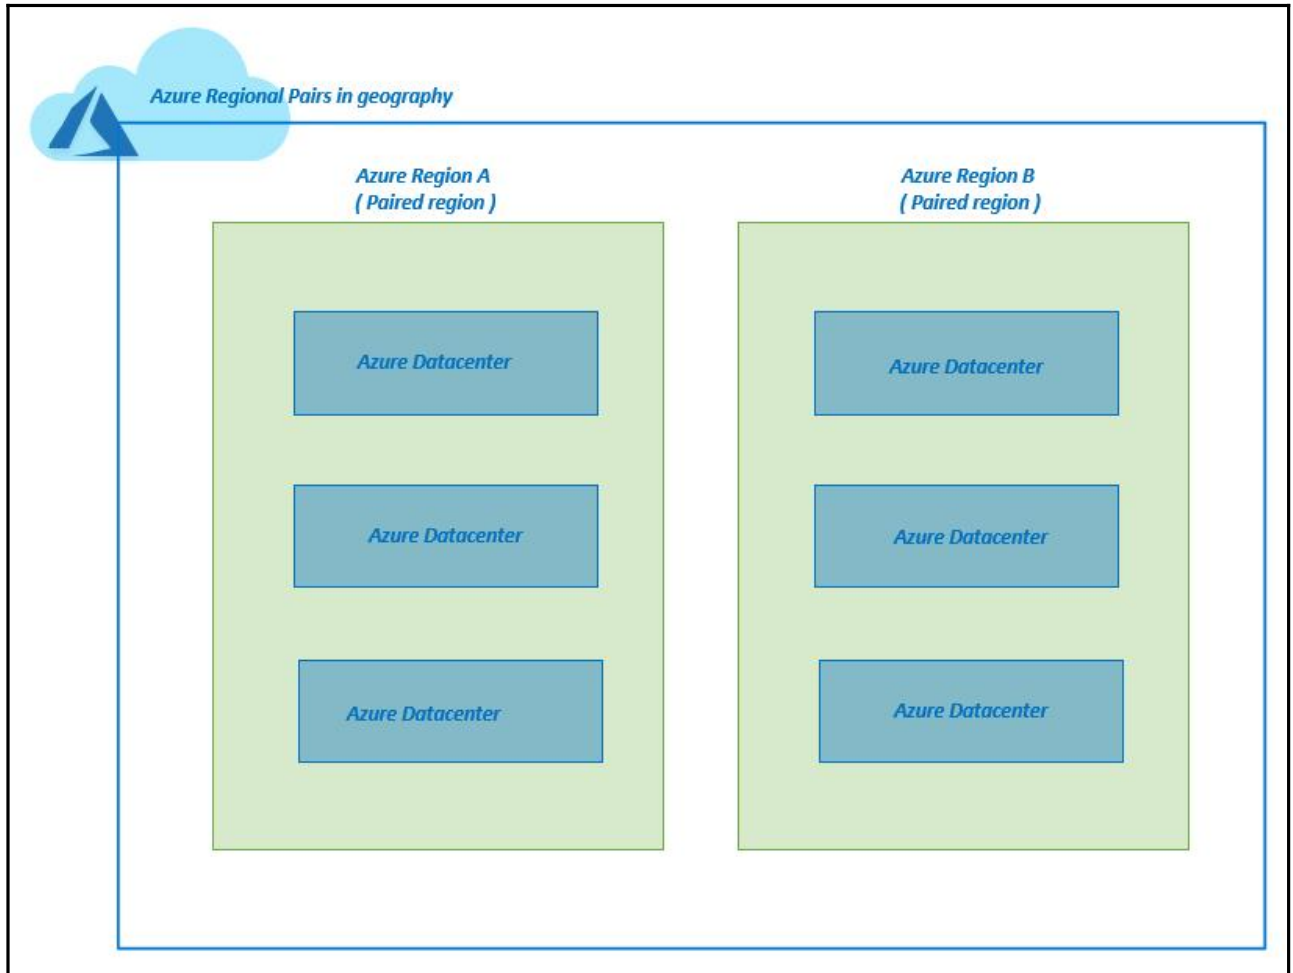 Azure Regional Pairs in geography
Azure Region A
( Paired region )
Azure Region B
( Paired region )
Azure Datacenter
Azure Datacenter
Azure Datacenter
Azure Datacenter
Azure Datacenter
Azure Datacenter